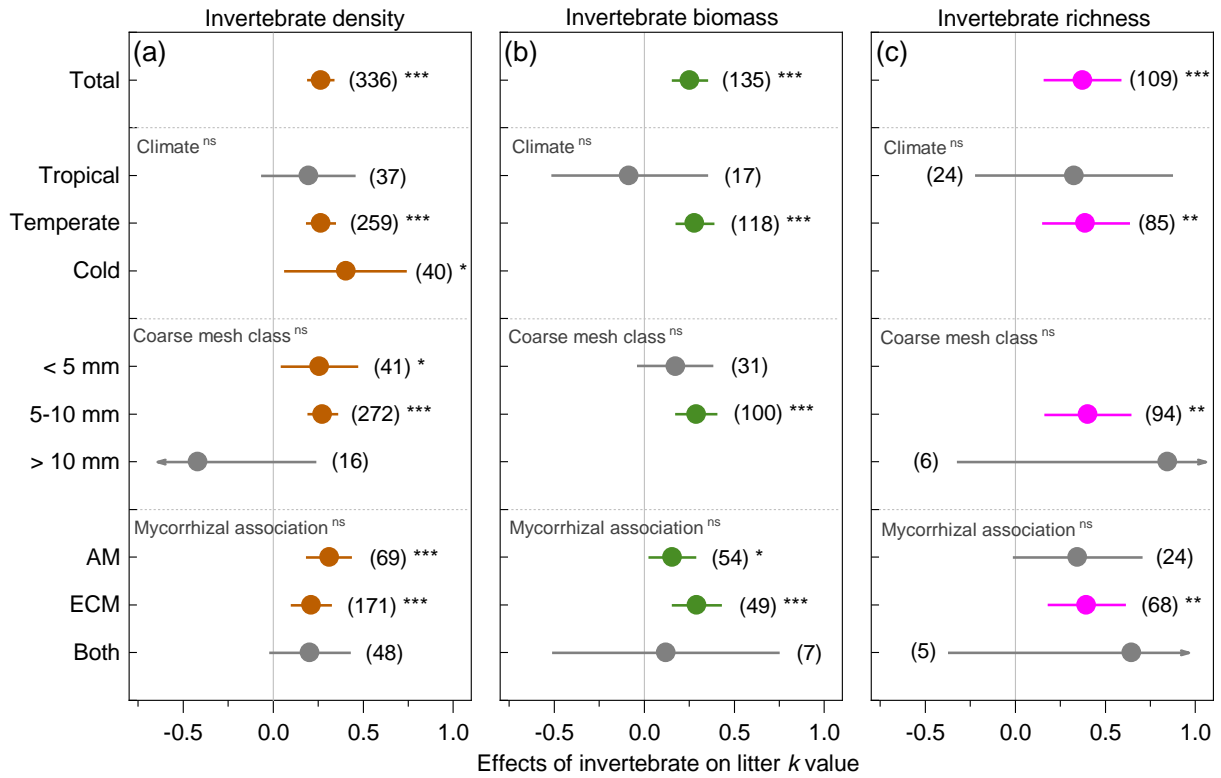 Invertebrate density Invertebrate biomass Invertebrate richness
(a) (b) (c)
Total (336) *** (135) *** (109) ***
Climate ns Climate ns Climate ns
Tropical (37) (17) (24)
Temperate (259) *** (118) *** (85) **
Cold (40) *
Coarse mesh class ns Coarse mesh class ns Coarse mesh class ns
< 5 mm (41) * (31)
5-10 mm (272) *** (100) *** (94) **
> 10 mm (16) (6)
Mycorrhizal association ns Mycorrhizal association ns Mycorrhizal association ns
AM (69) *** (54) * (24)
ECM (171) *** (49) *** (68) **
Both (48) (7) (5)
-0.5 0.0 0.5 1.0 -0.5 0.0 0.5 1.0 -0.5 0.0 0.5 1.0
Effects of invertebrate on litter k value